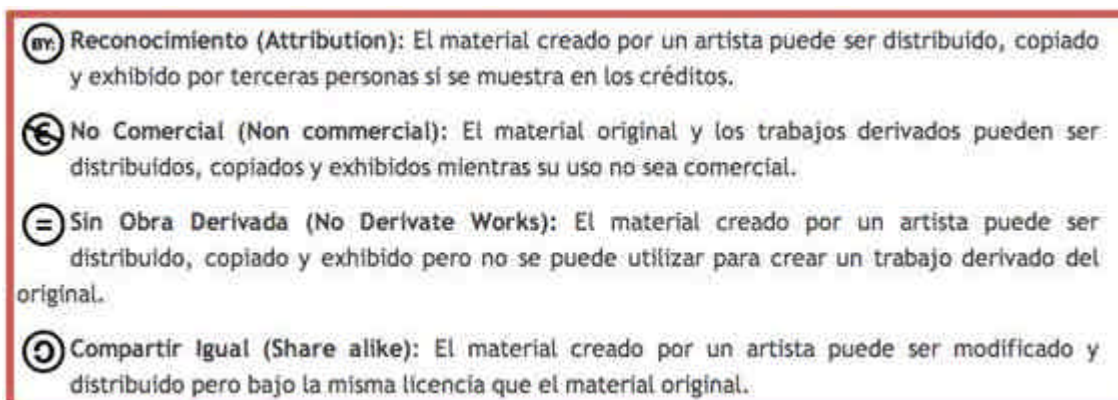 BY: Reconocimiento (Attribution): El material creado por un artista puede ser distribuido, copiado
y exhibido por terceras personas si se muestra en los créditos.
No Comercial (Non commercial): El material original y los trabajos derivados pueden ser
distribuidos, copiados y exhibidos mientras su uso no sea comercial.
Sin Obra Derivada (No Derivate Works): El material creado por un artista puede ser
distribuido, copiado y exhibido pero no se puede utilizar para crear un trabajo derivado del
original.
Compartir Igual (Share alike): El material creado por un artista puede ser modificado y
distribuido pero bajo la misma licencia que el material original.